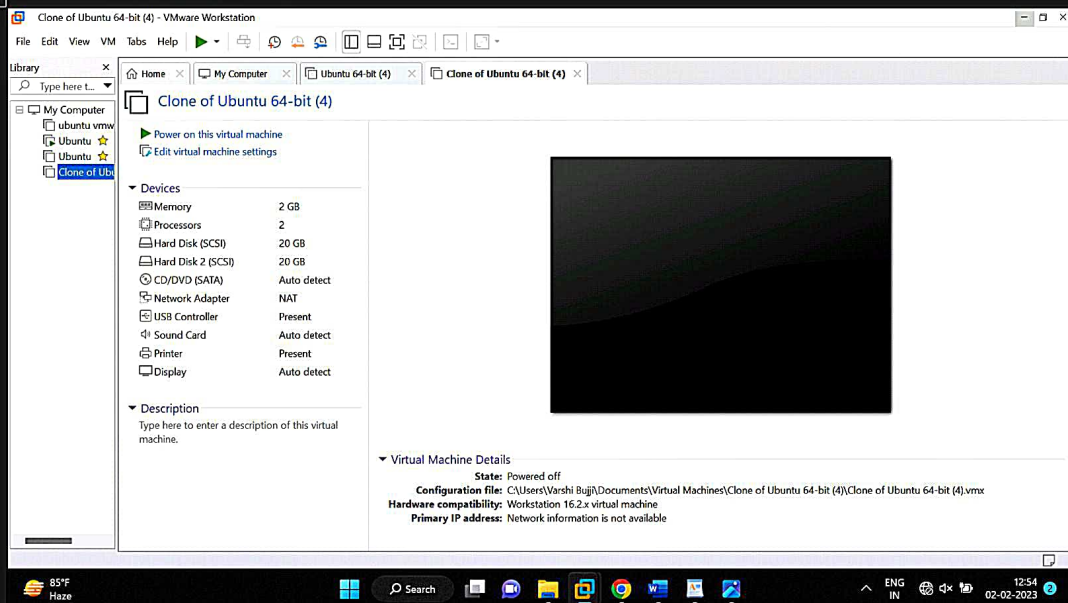 Clone of Ubuntu 64-bit (4) - VMware Workstation
File Edit View VM Tabs Help
Library
Home My Computer Ubuntu 64-bit (4) Clone of Ubuntu 64-bit (4)
Type here t...
Clone of Ubuntu 64-bit (4)
My Computer
ubuntu vmw
Ubuntu
Ubuntu
Clone of Ubu
Power on this virtual machine
Edit virtual machine settings
Devices
Memory 2 GB
Processors 2
Hard Disk (SCSI) 20 GB
Hard Disk 2 (SCSI) 20 GB
CD/DVD (SATA) Auto detect
Network Adapter NAT
USB Controller Present
Sound Card Auto detect
Printer Present
Display Auto detect
Description
Type here to enter a description of this virtual
machine.
Virtual Machine Details
State: Powered off
Configuration file: C:\Users\Varshi Bujji\Documents\Virtual Machines\Clone of Ubuntu 64-bit (4)\Clone of Ubuntu 64-bit (4).vmx
Hardware compatibility: Workstation 16.2.x virtual machine
Primary IP address: Network information is not available
85°F
Haze
Search
ENG
IN
12:54
02-02-2023
2